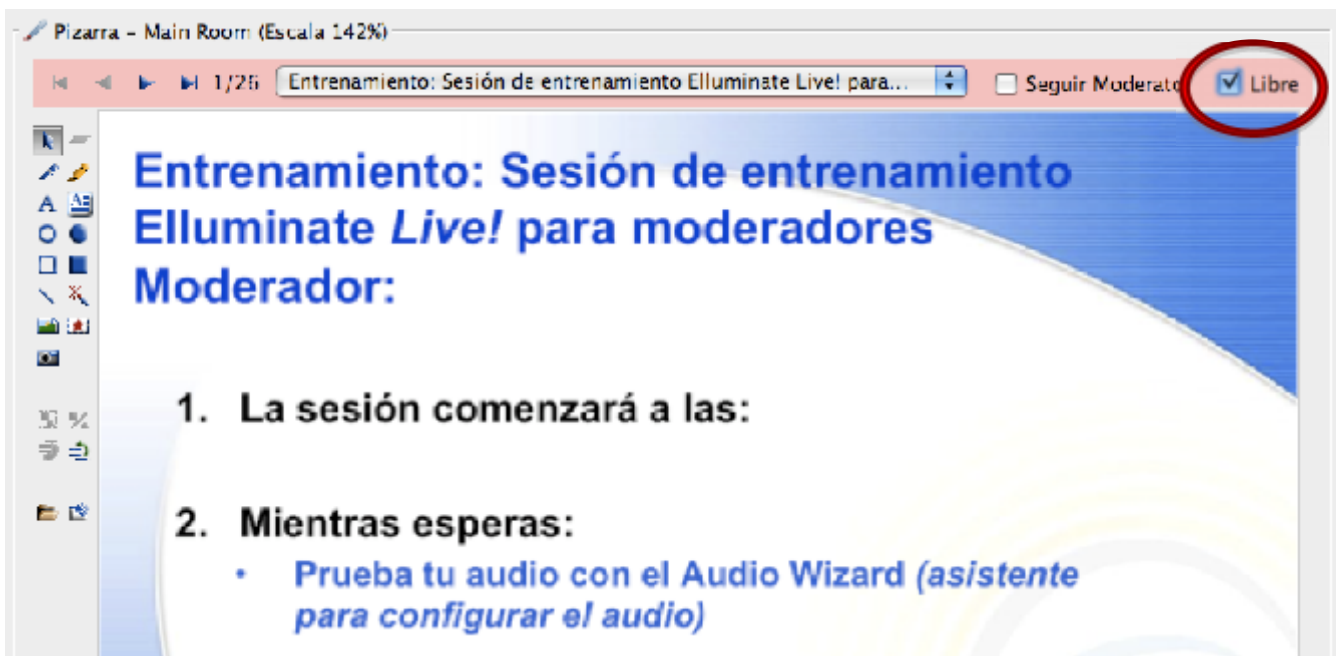 Pizarra – Main Room (Escala 142%)
1/26 Entrenamiento: Sesión de entrenamiento Elluminate Live! para... Seguir Moderato Libre
Entrenamiento: Sesión de entrenamiento
Elluminate Live! para moderadores
Moderador:
1. La sesión comenzará a las:
2. Mientras esperas:
• Prueba tu audio con el Audio Wizard (asistente
para configurar el audio)